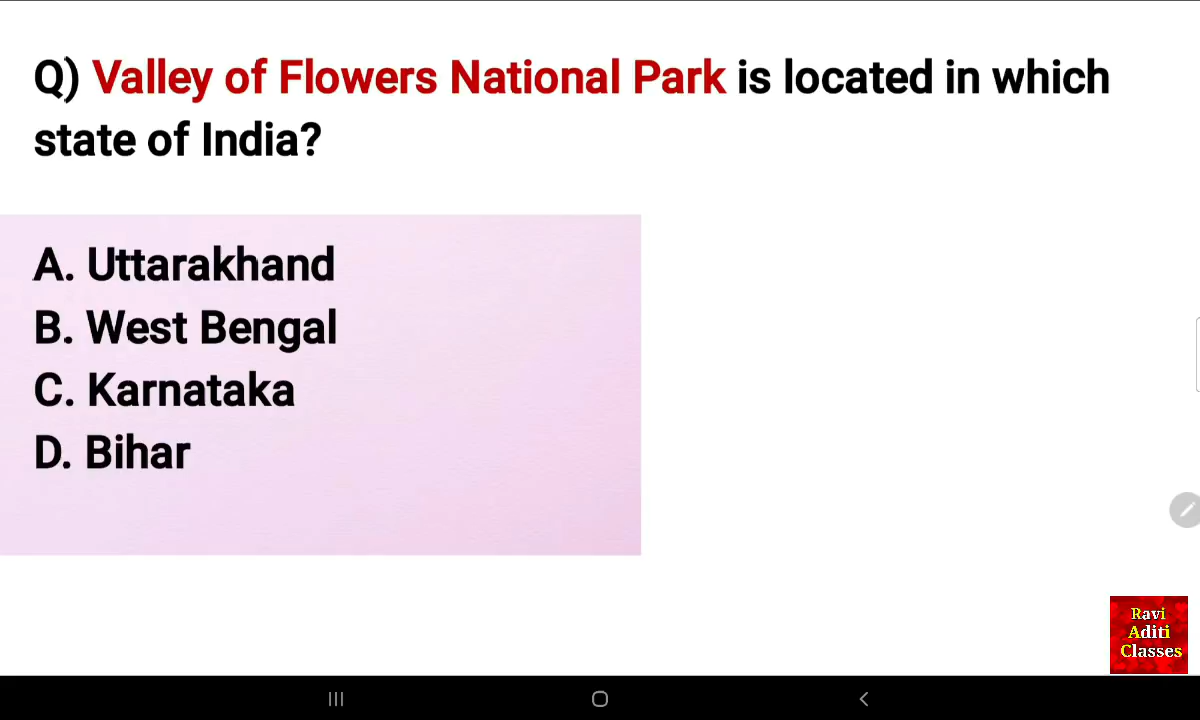 Q) Valley of Flowers National Park is located in which
state of India?
A. Uttarakhand
B. West Bengal
C. Karnataka
D. Bihar
Ravi
Aditi
Classes